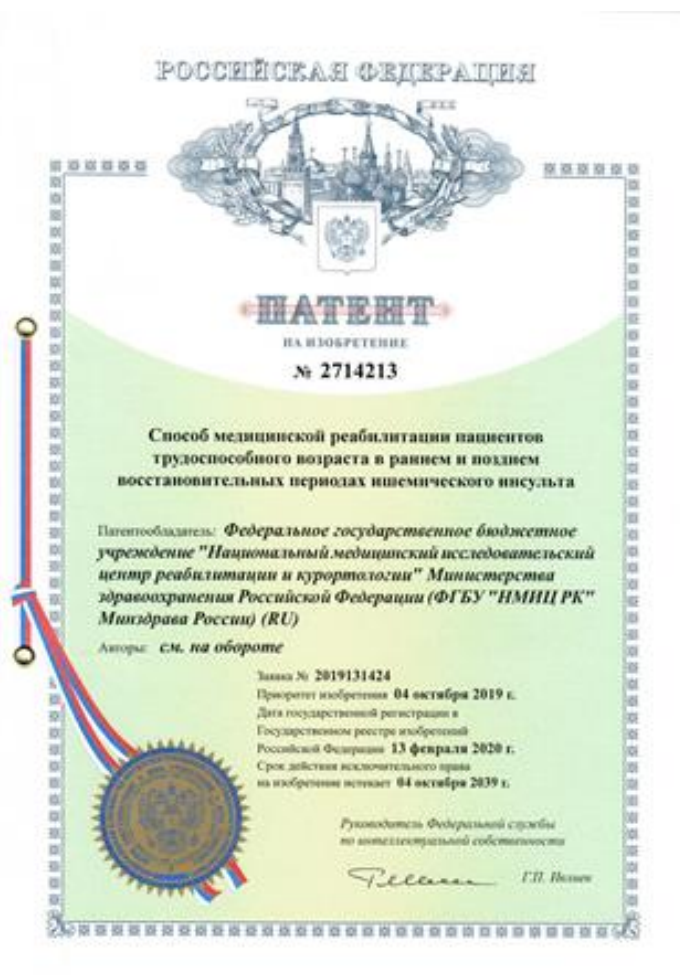 РОССИЙСКАЯ ФЕДЕРАЦИЯ
ПАТЕНТ
НА ИЗОБРЕТЕНИЕ
№ 2714213
Способ медицинской реабилитации пациентов
трудоспособного возраста в раннем и позднем
восстановительных периодах ишемического инсульта
Патентообладатель: Федеральное государственное бюджетное
учреждение "Национальный медицинский исследовательский
центр реабилитации и курортологии" Министерства
здравоохранения Российской Федерации (ФГБУ "НМИЦ РК"
Минздрава России) (RU)
Авторы: см. на обороте
Заявка № 2019131424
Приоритет изобретения 04 октября 2019 г.
Дата государственной регистрации в
Государственном реестре изобретений
Российской Федерации 13 февраля 2020 г.
Срок действия исключительного права
на изобретение истекает 04 октября 2039 г.
Руководитель Федеральной службы
по интеллектуальной собственности
Г.П. Ивлиев